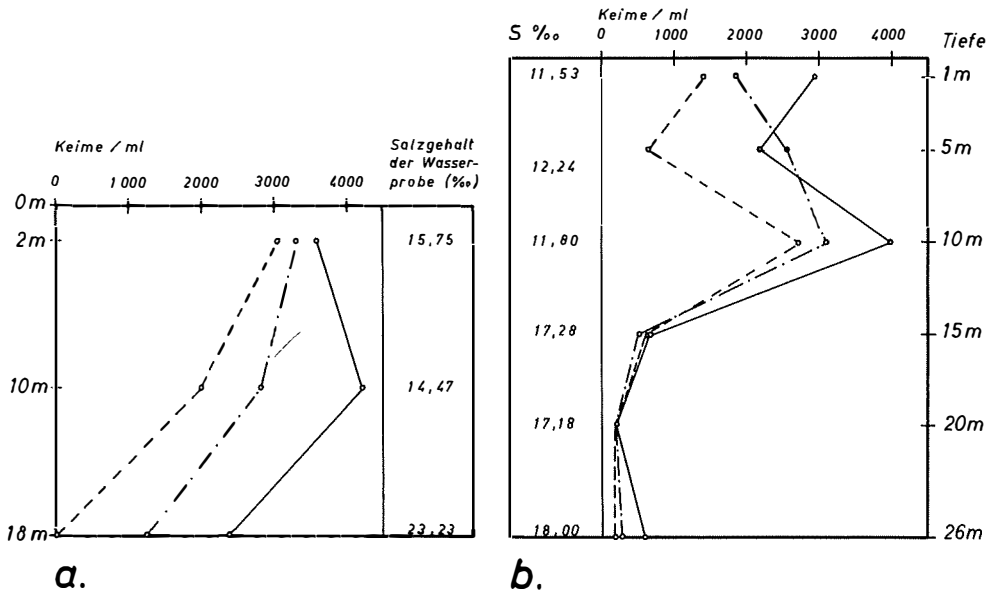 Keime / ml
0 1000 2000 3000 4000
Salzgehalt
der Wasser-
probe (‰)
0m
2m 15,75
10m 14,47
18m 23,23
a.
Keime / ml
S ‰ 0 1000 2000 3000 4000 Tiefe
11,53 1m
5m
12,24
11,80 10m
17,28 15m
17,18 20m
18,00 26m
b.